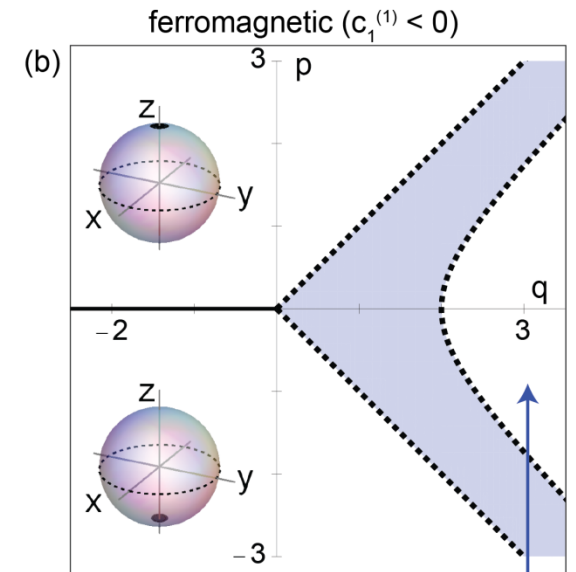 ferromagnetic (c₁⁽¹⁾ < 0)
(b)
3
p
z
y
x
q
−2
3
z
y
x
−3